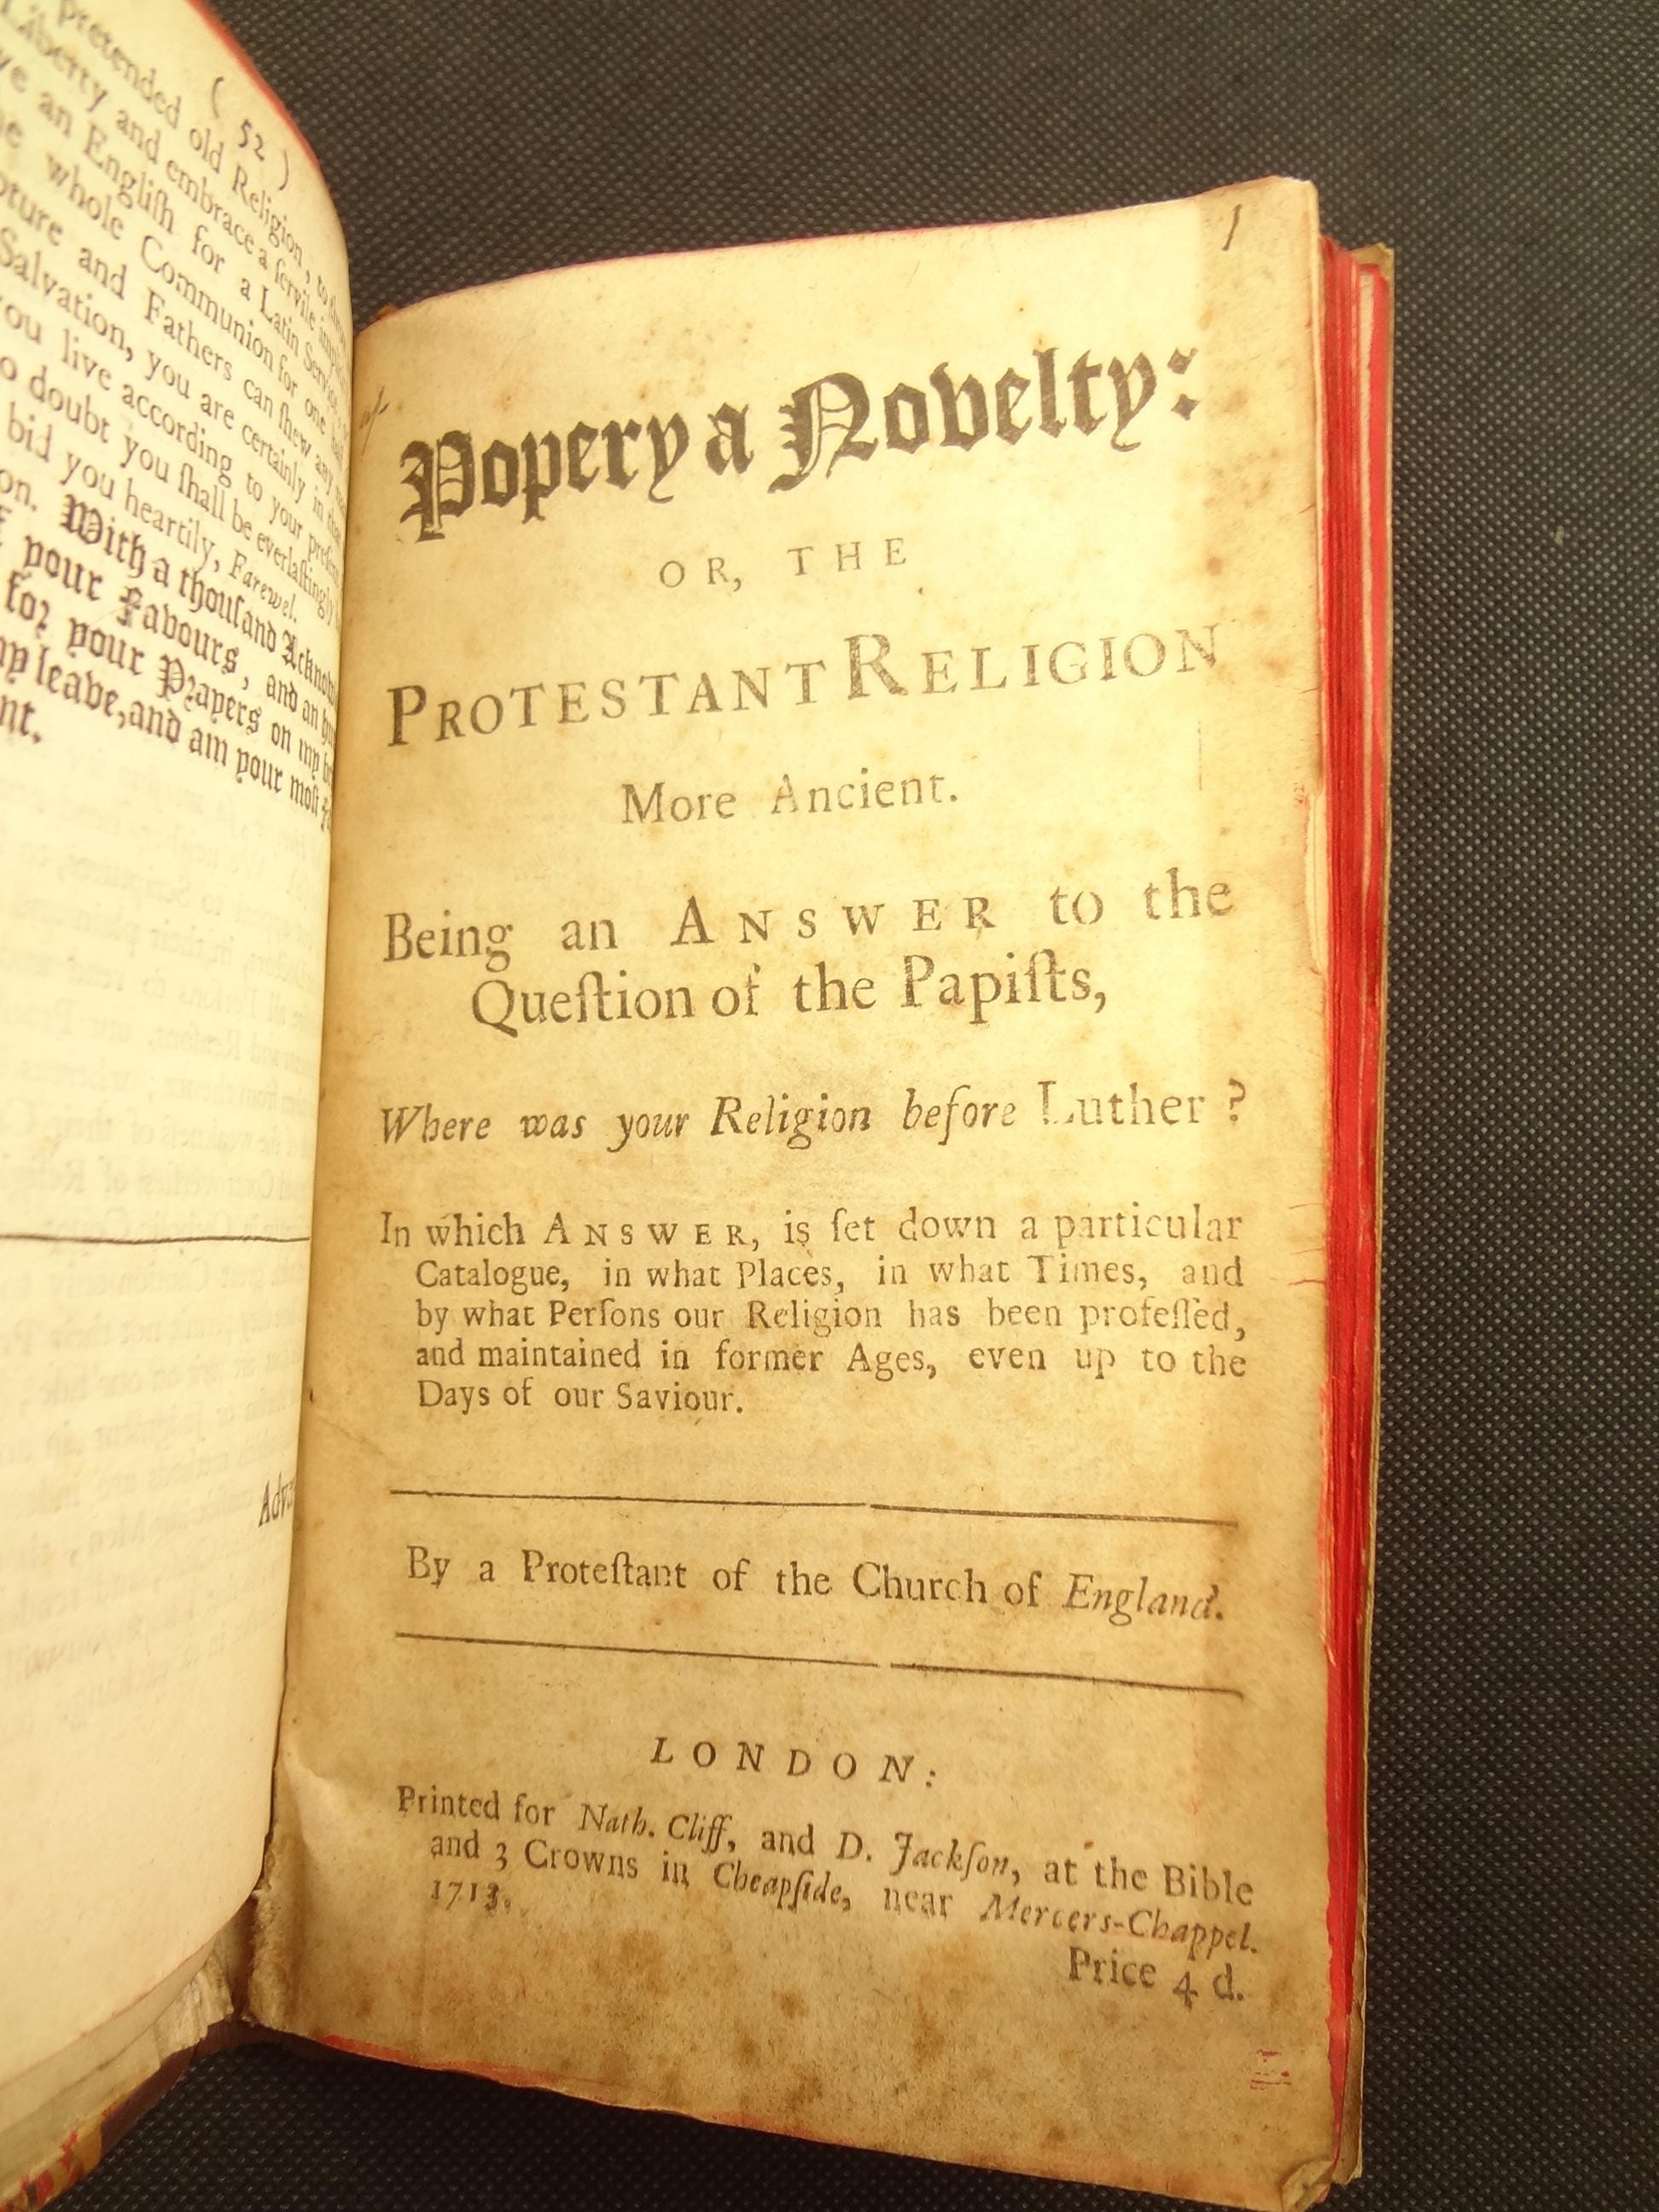 ( 52 )
pretended old Religion, to
Liberty and embrace a servile
an Engliſh for a Latin Service,
whole Communion for one
and Fathers can ſhew any
Salvation, you are certainly in
you live according to your
doubt you ſhall be everlaſtingly
bid you heartily, Farewel.
With a thouſand
your Favours, and an
for your Prayers on my
my leave, and am your moſt
1
Popery a Novelty:
OR, THE
PROTESTANT RELIGION
More Ancient.
Being an ANSWER to the
Queſtion of the Papiſts,
Where was your Religion before Luther ?
In which ANSWER, is ſet down a particular
Catalogue, in what Places, in what Times, and
by what Perſons our Religion has been profeſſed,
and maintained in former Ages, even up to the
Days of our Saviour.
By a Proteſtant of the Church of England.
LONDON:
Printed for Nath. Cliff, and D. Jackſon, at the Bible
and 3 Crowns in Cheapſide, near Mercers-Chappel.
1713.
Price 4 d.